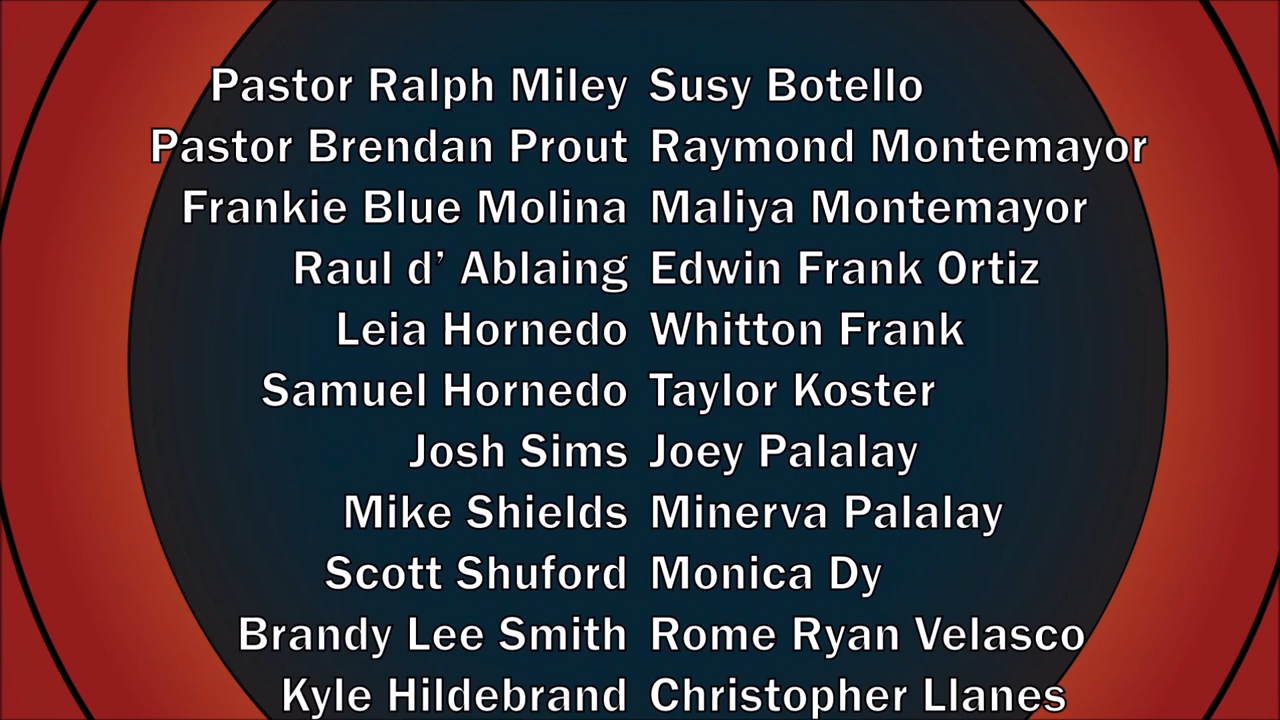 Pastor Ralph Miley Susy Botello
Pastor Brendan Prout Raymond Montemayor
Frankie Blue Molina Maliya Montemayor
Raul d’ Ablaing Edwin Frank Ortiz
Leia Hornedo Whitton Frank
Samuel Hornedo Taylor Koster
Josh Sims Joey Palalay
Mike Shields Minerva Palalay
Scott Shuford Monica Dy
Brandy Lee Smith Rome Ryan Velasco
Kyle Hildebrand Christopher Llanes